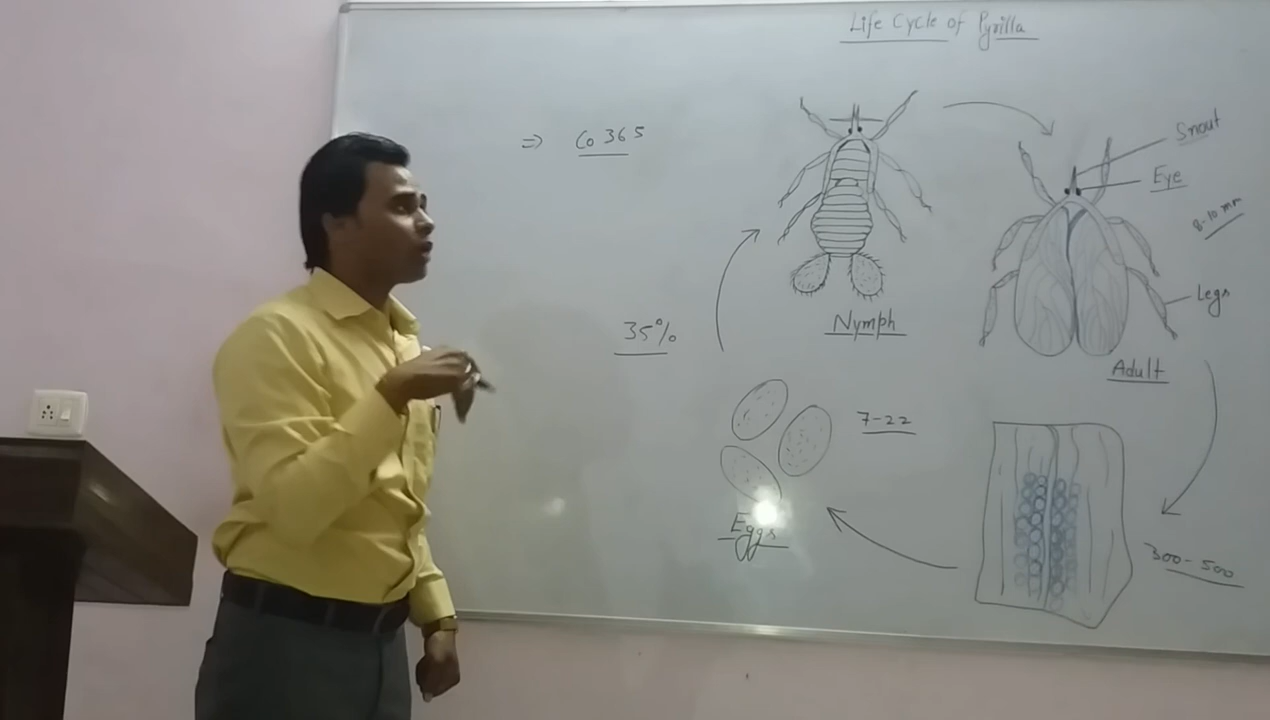 Life Cycle of Pyrilla
⇒ Co 365
Snout
Eye
8-10 mm
Legs
Nymph
35%
Adult
7-22
Eggs
300-500